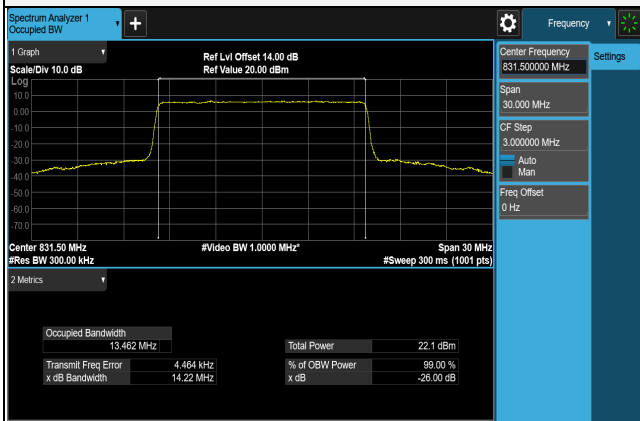 Spectrum Analyzer 1
Occupied BW
Frequency
Settings
1 Graph
Scale/Div 10.0 dB
Ref Lvl Offset 14.00 dB
Ref Value 20.00 dBm
Log
10.0
0.00
-10.0
-20.0
-30.0
-40.0
-50.0
-60.0
-70.0
Center 831.50 MHz
#Video BW 1.0000 MHz*
Span 30 MHz
#Res BW 300.00 kHz
#Sweep 300 ms (1001 pts)
2 Metrics
Occupied Bandwidth
13.462 MHz
Total Power 22.1 dBm
Transmit Freq Error 4.464 kHz
% of OBW Power 99.00 %
x dB Bandwidth 14.22 MHz
x dB -26.00 dB
Center Frequency
831.500000 MHz
Span
30.000 MHz
CF Step
3.000000 MHz
Auto
Man
Freq Offset
0 Hz